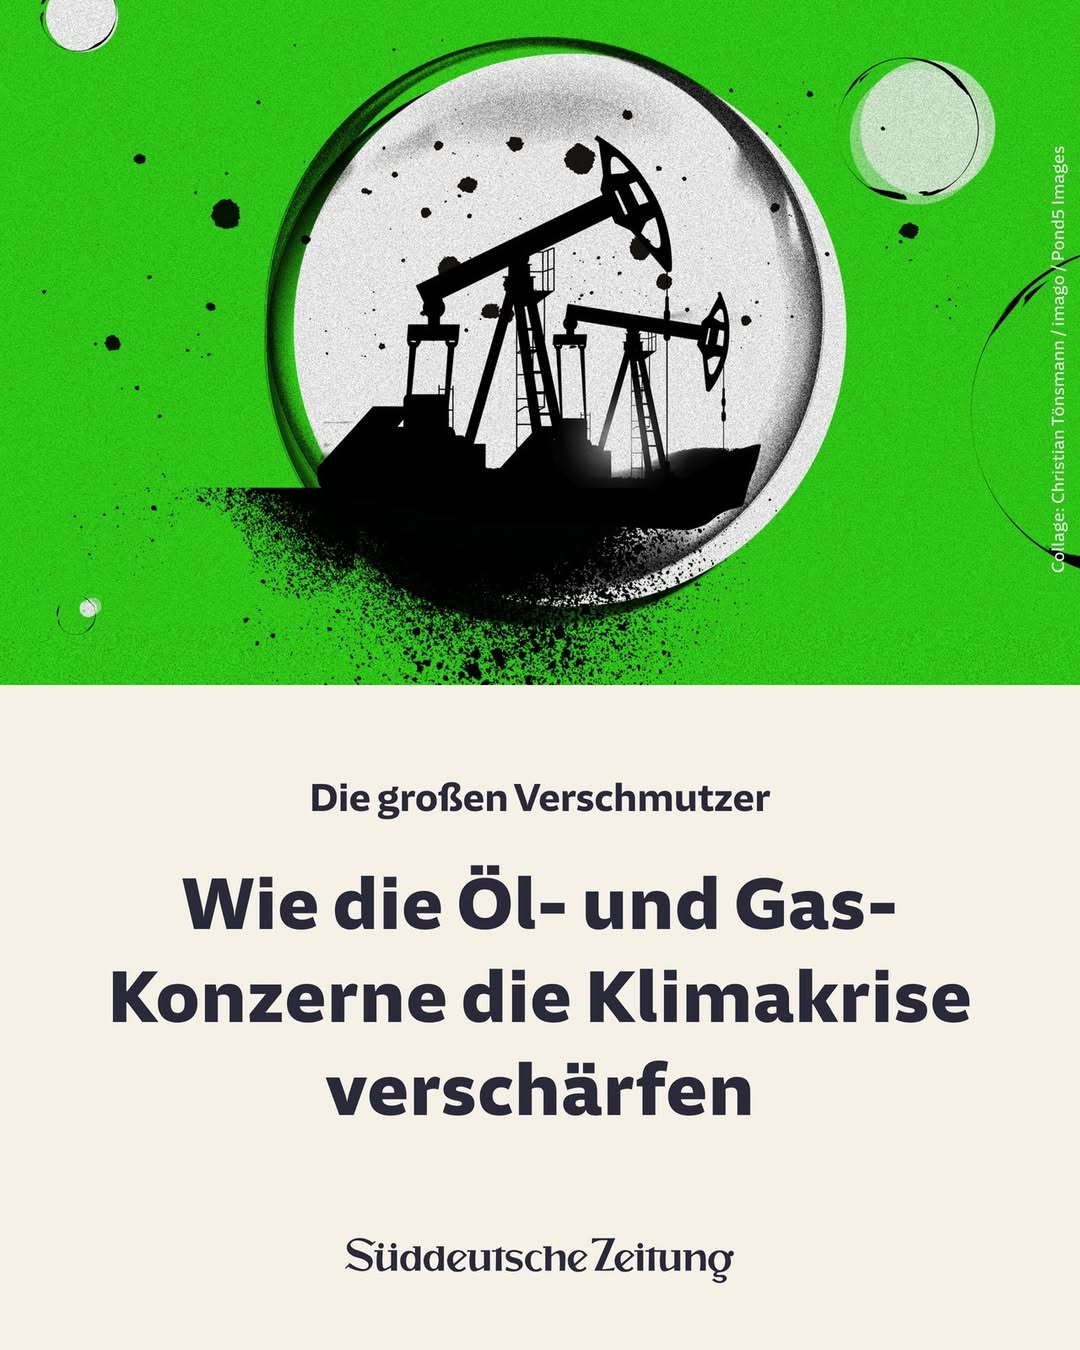 Collage: Christian Tönsmann / imago / Pond5 Images
Die großen Verschmutzer
Wie die Öl- und Gas-
Konzerne die Klimakrise
verschärfen
Süddeutsche Zeitung